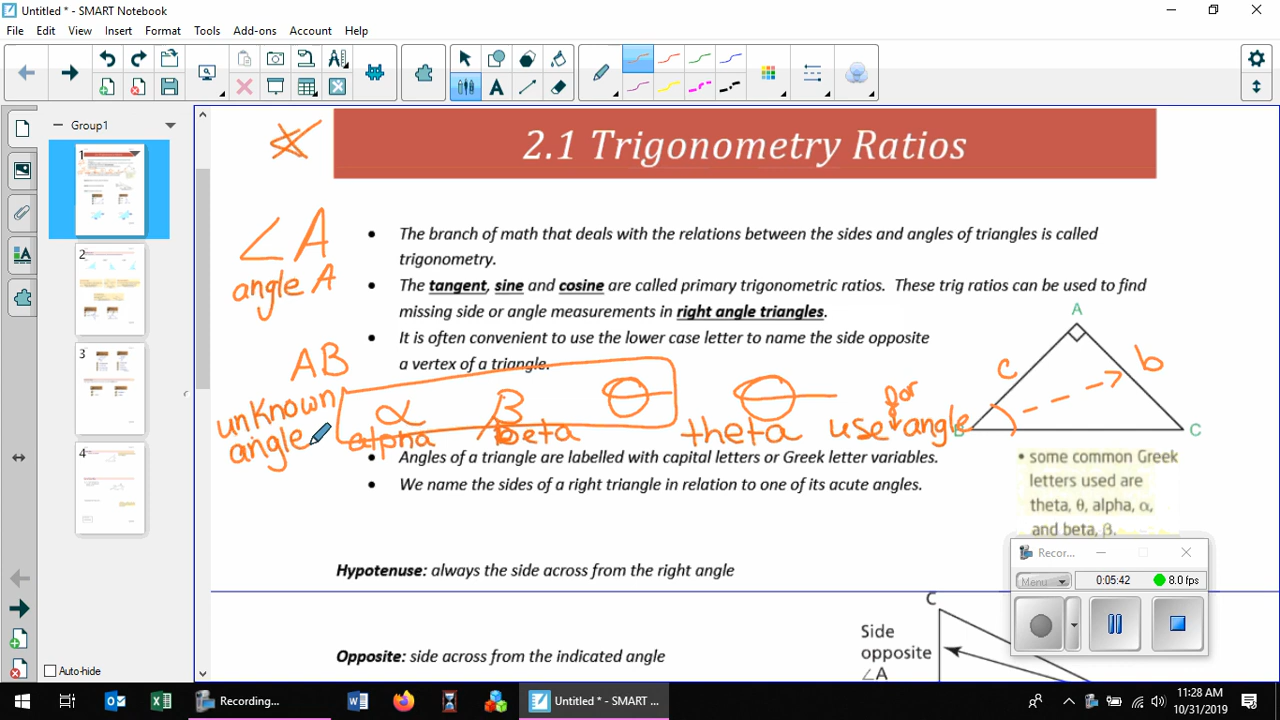 Untitled * - SMART Notebook
File Edit View Insert Format Tools Add-ons Account Help
Group1
1
2
3
4
Auto-hide
2.1 Trigonometry Ratios
∠A
angle A
• The branch of math that deals with the relations between the sides and angles of triangles is called
trigonometry.
• The tangent, sine and cosine are called primary trigonometric ratios. These trig ratios can be used to find
missing side or angle measurements in right angle triangles.
• It is often convenient to use the lower case letter to name the side opposite
a vertex of a triangle.
A
c b
B C
AB
unknown
angle
α β θ θ for
alpha beta theta use angle
• Angles of a triangle are labelled with capital letters or Greek letter variables.
• We name the sides of a right triangle in relation to one of its acute angles.
• some common Greek
letters used are
theta, θ, alpha, α,
and beta, β.
Hypotenuse: always the side across from the right angle
Opposite: side across from the indicated angle
C
Side
opposite
∠A
Recor...
Menu 0:05:42 8.0 fps
Recording...
Untitled * - SMART ...
11:28 AM
10/31/2019